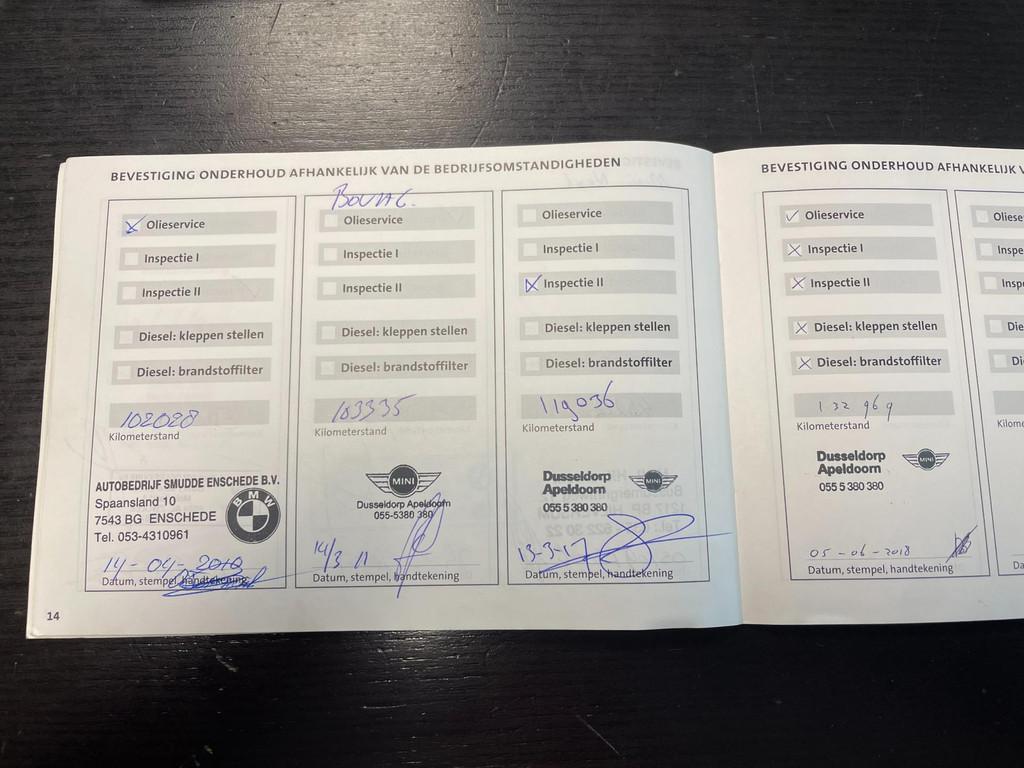 BEVESTIGING ONDERHOUD AFHANKELIJK VAN DE BEDRIJFSOMSTANDIGHEDEN
Olieservice
Inspectie I
Inspectie II
Diesel: kleppen stellen
Diesel: brandstoffilter
102028
Kilometerstand
AUTOBEDRIJF SMUDDE ENSCHEDE B.V.
Spaansland 10
7543 BG ENSCHEDE
Tel. 053-4310961
BMW
14-04-2010
Datum, stempel, handtekening
14
BOVAG.
Olieservice
Inspectie I
Inspectie II
Diesel: kleppen stellen
Diesel: brandstoffilter
103335
Kilometerstand
MINI
Dusseldorp Apeldoorn
055-5380 380
14/3 11
Datum, stempel, handtekening
Olieservice
Inspectie I
Inspectie II
Diesel: kleppen stellen
Diesel: brandstoffilter
119036
Kilometerstand
Dusseldorp
Apeldoorn
MINI
055 5 380 380
13-3-17
Datum, stempel, handtekening
BEVESTIGING ONDERHOUD AFHANKELIJK
Olieservice
Inspectie I
Inspectie II
Diesel: kleppen stellen
Diesel: brandstoffilter
132969
Kilometerstand
Dusseldorp
Apeldoorn
MINI
055 5 380 380
05-06-2018
Datum, stempel, handtekening